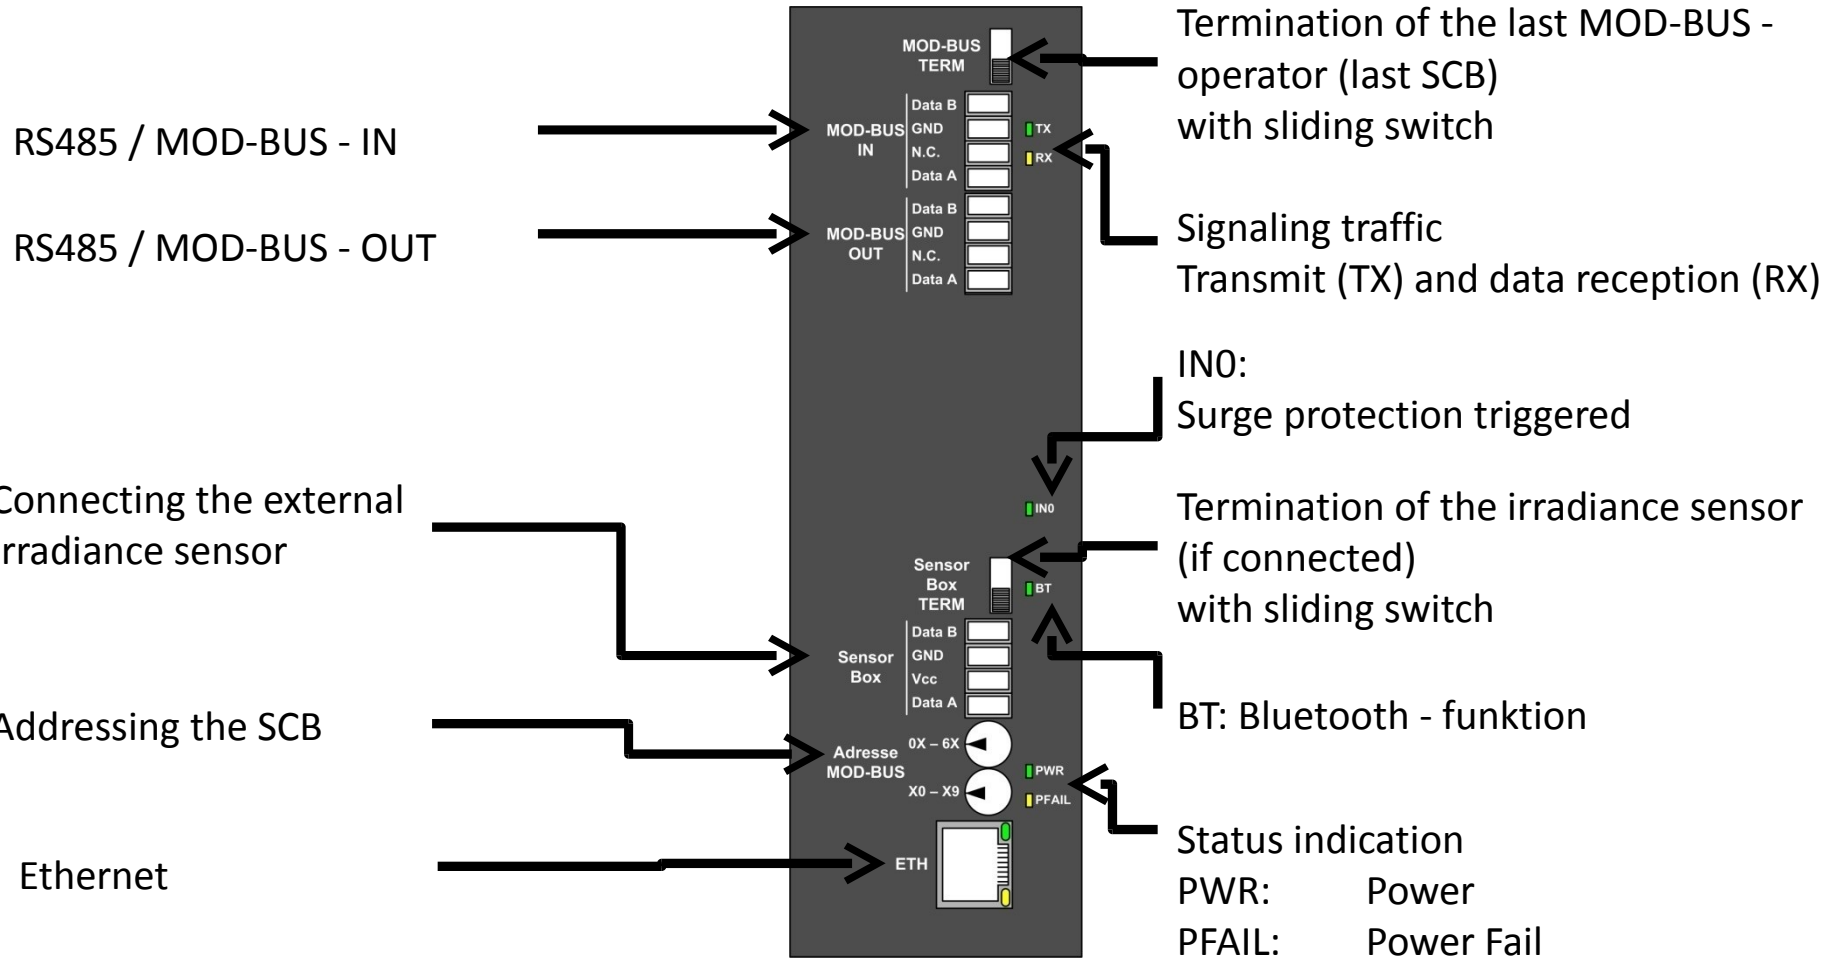 RS485 / MOD-BUS - IN
RS485 / MOD-BUS - OUT
Connecting the external
irradiance sensor
Addressing the SCB
Ethernet
MOD-BUS
TERM
MOD-BUS
IN
Data B
GND
N.C.
Data A
TX
RX
MOD-BUS
OUT
Data B
GND
N.C.
Data A
IN0
Sensor
Box
TERM
BT
Sensor
Box
Data B
GND
Vcc
Data A
Adresse
MOD-BUS
0X – 6X
X0 – X9
PWR
PFAIL
ETH
Termination of the last MOD-BUS -
operator (last SCB)
with sliding switch
Signaling traffic
Transmit (TX) and data reception (RX)
IN0:
Surge protection triggered
Termination of the irradiance sensor
(if connected)
with sliding switch
BT: Bluetooth - funktion
Status indication
PWR: Power
PFAIL: Power Fail